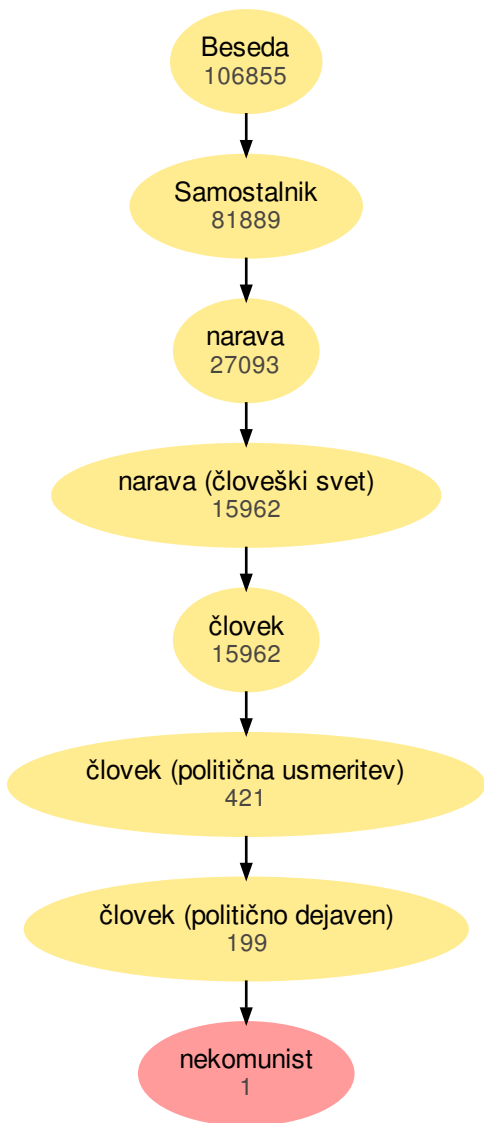 Beseda
106855
Samostalnik
81889
narava
27093
narava (človeški svet)
15962
človek
15962
človek (politična usmeritev)
421
človek (politično dejaven)
199
nekomunist
1